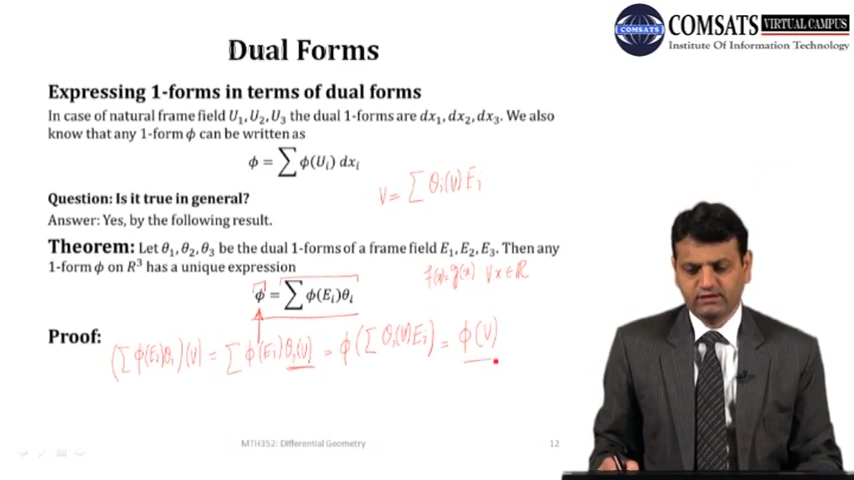 Dual Forms
COMSATS VIRTUAL CAMPUS
COMSATS
Institute Of Information Technology
Expressing 1-forms in terms of dual forms
In case of natural frame field U₁, U₂, U₃ the dual 1-forms are dx₁, dx₂, dx₃. We also
know that any 1-form ϕ can be written as
ϕ = ∑ ϕ(Uᵢ) dxᵢ
V = ∑ θᵢ(V) Eᵢ
Question: Is it true in general?
Answer: Yes, by the following result.
Theorem: Let θ₁, θ₂, θ₃ be the dual 1-forms of a frame field E₁, E₂, E₃. Then any
1-form ϕ on R³ has a unique expression
f(x) = g(x) ∀ x ∈ ℝ
ϕ = ∑ ϕ(Eᵢ)θᵢ
Proof:
(∑ ϕ(Eᵢ)θᵢ)(V) = ∑ ϕ(Eᵢ) θᵢ(V) = ϕ(∑ θᵢ(V)Eᵢ) = ϕ(V)
MTH352: Differential Geometry 12